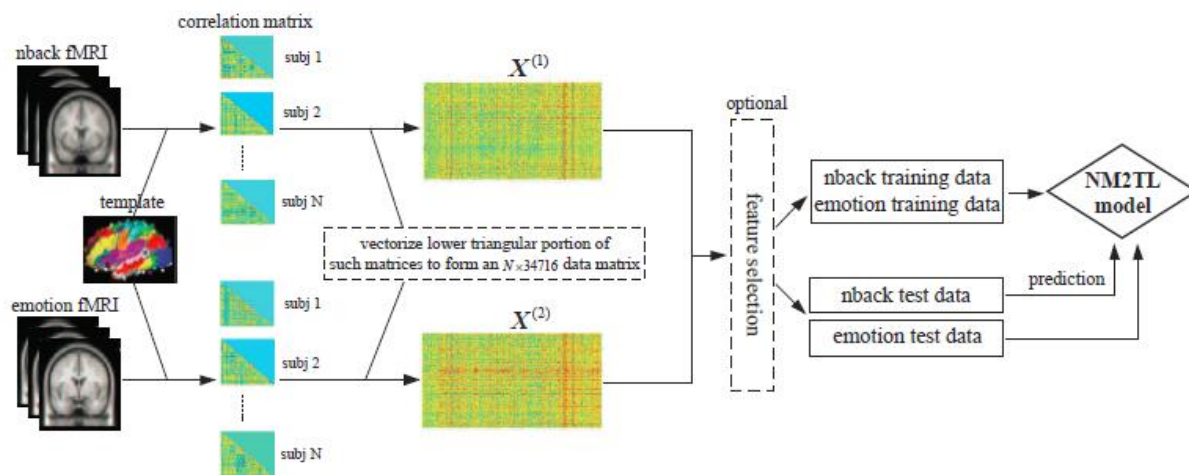 correlation matrix
nback fMRI
subj 1
subj 2
subj N
template
emotion fMRI
subj 1
subj 2
subj N
X(1)
vectorize lower triangular portion of
such matrices to form an N×34716 data matrix
X(2)
optional
feature selection
nback training data
emotion training data
nback test data
emotion test data
prediction
NM2TL
model